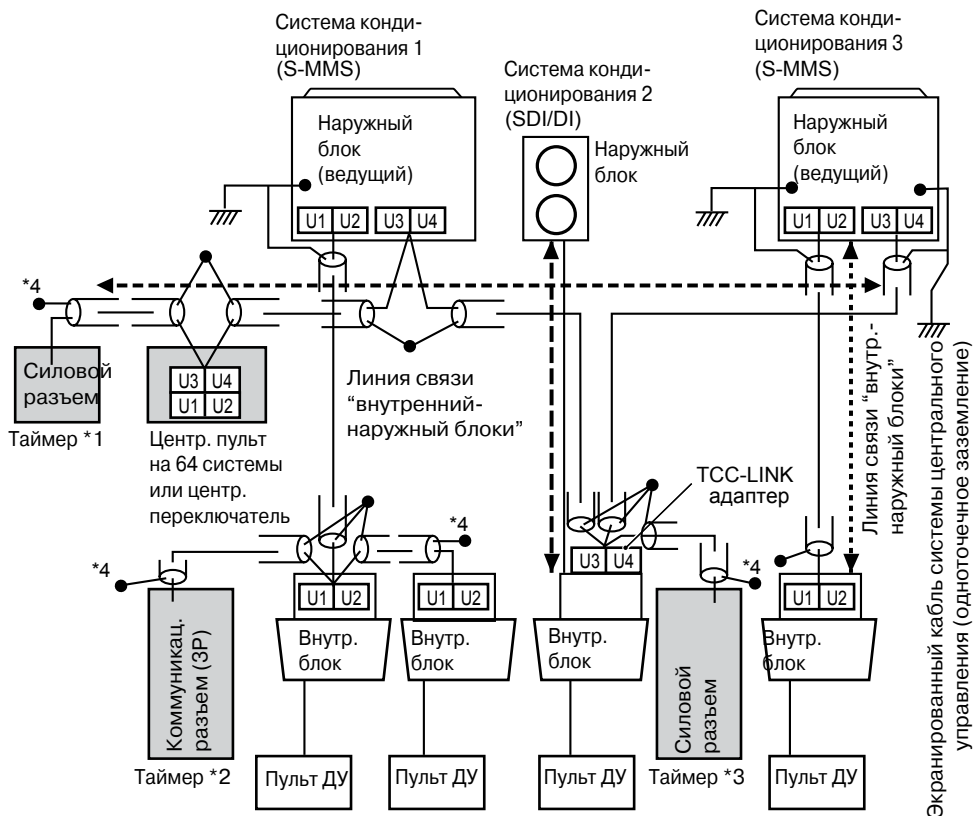 Система конди-
ционирования 1
(S-MMS)
Система конди-
ционирования 2
(SDI/DI)
Система конди-
ционирования 3
(S-MMS)
Наружный
блок
(ведущий)
U1 U2 U3 U4
Наружный
блок
Наружный
блок
(ведущий)
U1 U2 U3 U4
*4
Силовой
разъем
Таймер *1
U3 U4
U1 U2
Центр. пульт
на 64 системы
или центр.
переключатель
Линия связи
“внутренний-
наружный блоки”
TCC-LINK
адаптер
Линия связи “внутр.-
наружный блоки”
Экранированный кабль системы центрального
управления (одноточечное заземление)
*4
*4
*4
Коммуникац.
разъем (3P)
Таймер *2
U1 U2
Внутр.
блок
Пульт ДУ
U1 U2
Внутр.
блок
Пульт ДУ
U3 U4
Внутр.
блок
Пульт ДУ
Силовой
разъем
Таймер *3
U1 U2
Внутр.
блок
Пульт ДУ